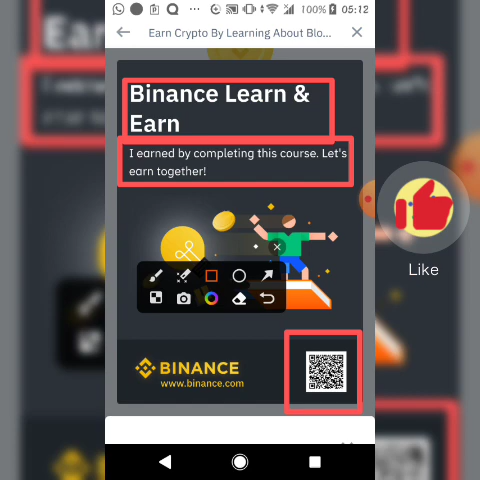 100% 05:12
Earn Crypto By Learning About Blo...
Binance Learn &
Earn
I earned by completing this course. Let's
earn together!
BINANCE
www.binance.com
Like